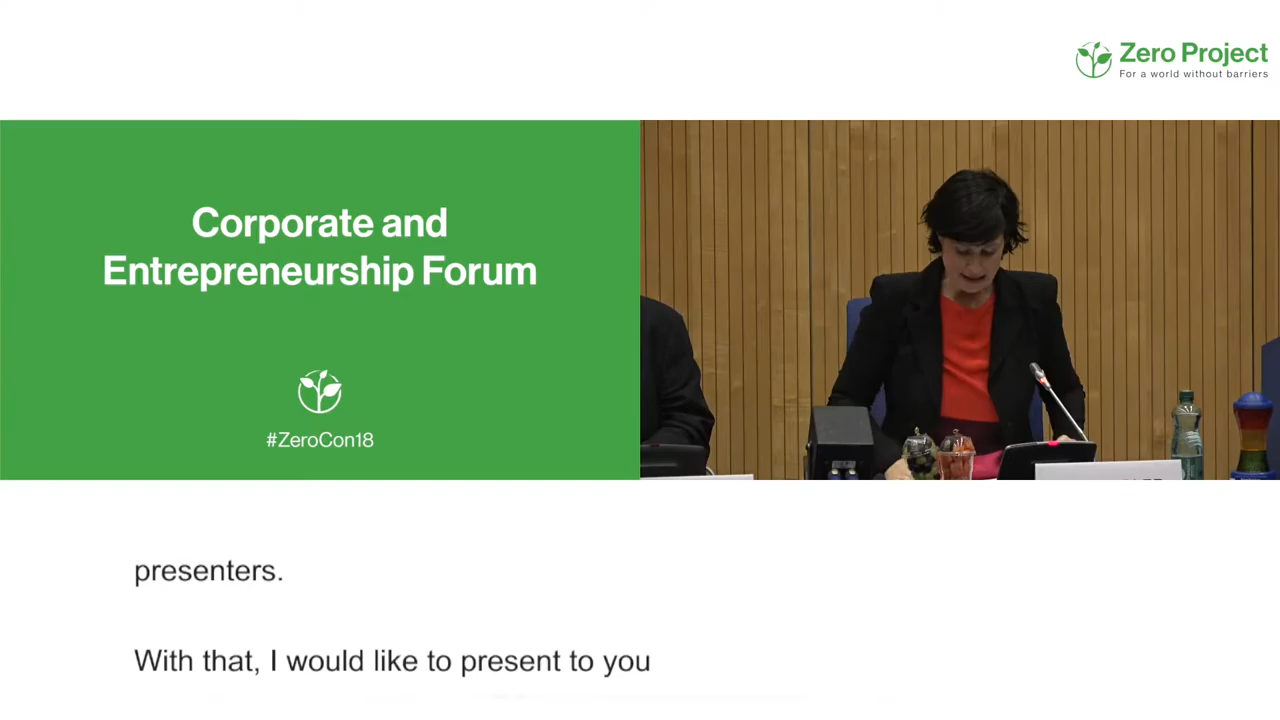 Zero Project
For a world without barriers
Corporate and
Entrepreneurship Forum
#ZeroCon18
presenters.
With that, I would like to present to you